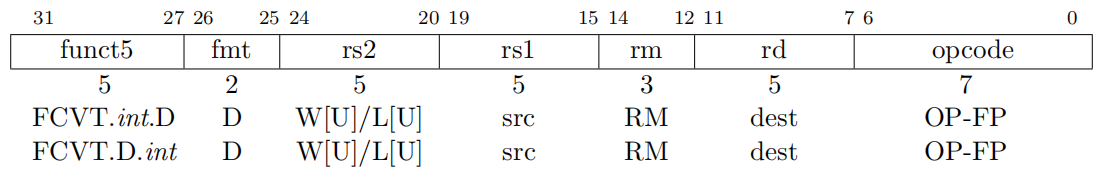 31 27 26 25 24 20 19 15 14 12 11 7 6 0
funct5 fmt rs2 rs1 rm rd opcode
5 2 5 5 3 5 7
FCVT.int.D D W[U]/L[U] src RM dest OP-FP
FCVT.D.int D W[U]/L[U] src RM dest OP-FP